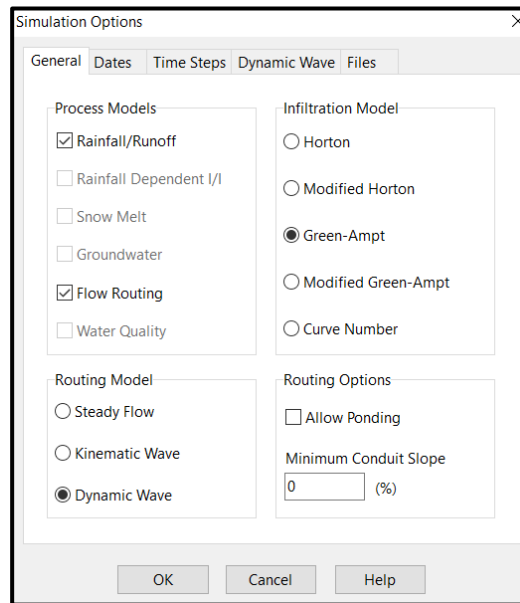 Simulation Options
General Dates Time Steps Dynamic Wave Files
Process Models
Rainfall/Runoff
Rainfall Dependent I/I
Snow Melt
Groundwater
Flow Routing
Water Quality
Infiltration Model
Horton
Modified Horton
Green-Ampt
Modified Green-Ampt
Curve Number
Routing Model
Steady Flow
Kinematic Wave
Dynamic Wave
Routing Options
Allow Ponding
Minimum Conduit Slope
0 (%)
OK Cancel Help